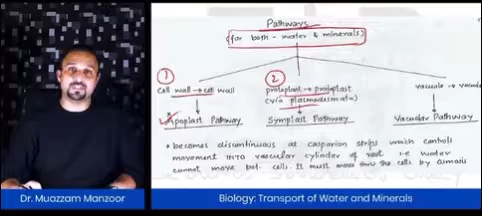 Pathways
(for both - water & minerals)
① ②
cell wall → cell wall
protoplast → protoplast
(via plasmodesmata)
vacuole → vacuole
Apoplast Pathway
Symplast Pathway
Vacuolar Pathway
* becomes discontinuous at casparian strips which controls
movement into vascular cylinder of root i.e water
cannot move bet cells. It must move thru the cells by osmosis
Dr. Muazzam Manzoor
Biology: Transport of Water and Minerals